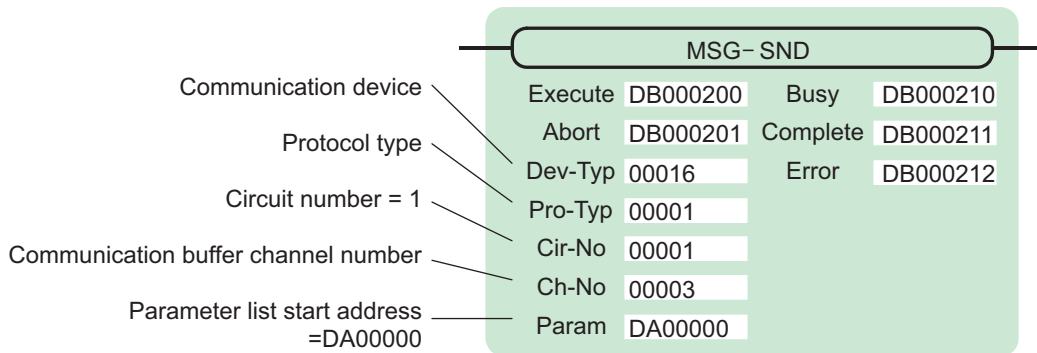 MSG- SND
Execute DB000200 Busy DB000210
Abort DB000201 Complete DB000211
Communication device
Dev-Typ 00016 Error DB000212
Protocol type
Pro-Typ 00001
Circuit number = 1
Cir-No 00001
Communication buffer channel number
Ch-No 00003
Parameter list start address
=DA00000
Param DA00000